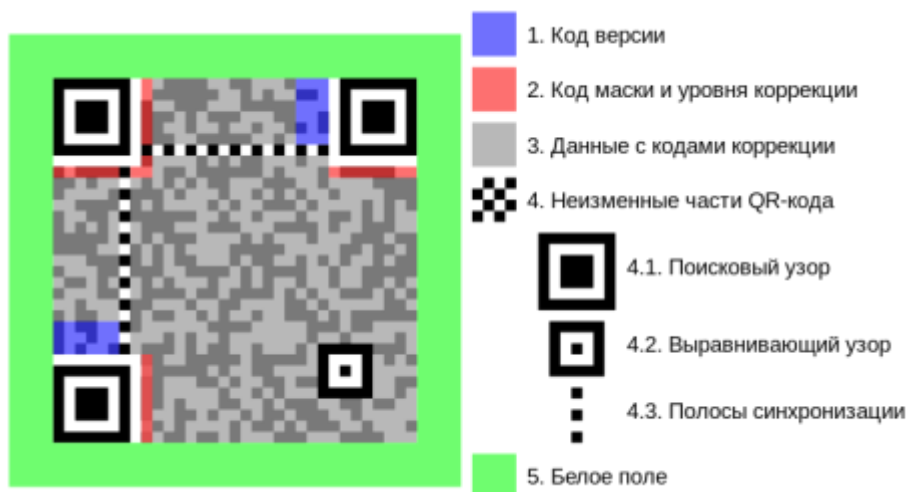 1. Код версии
2. Код маски и уровня коррекции
3. Данные с кодами коррекции
4. Неизменные части QR-кода
4.1. Поисковый узор
4.2. Выравнивающий узор
4.3. Полосы синхронизации
5. Белое поле